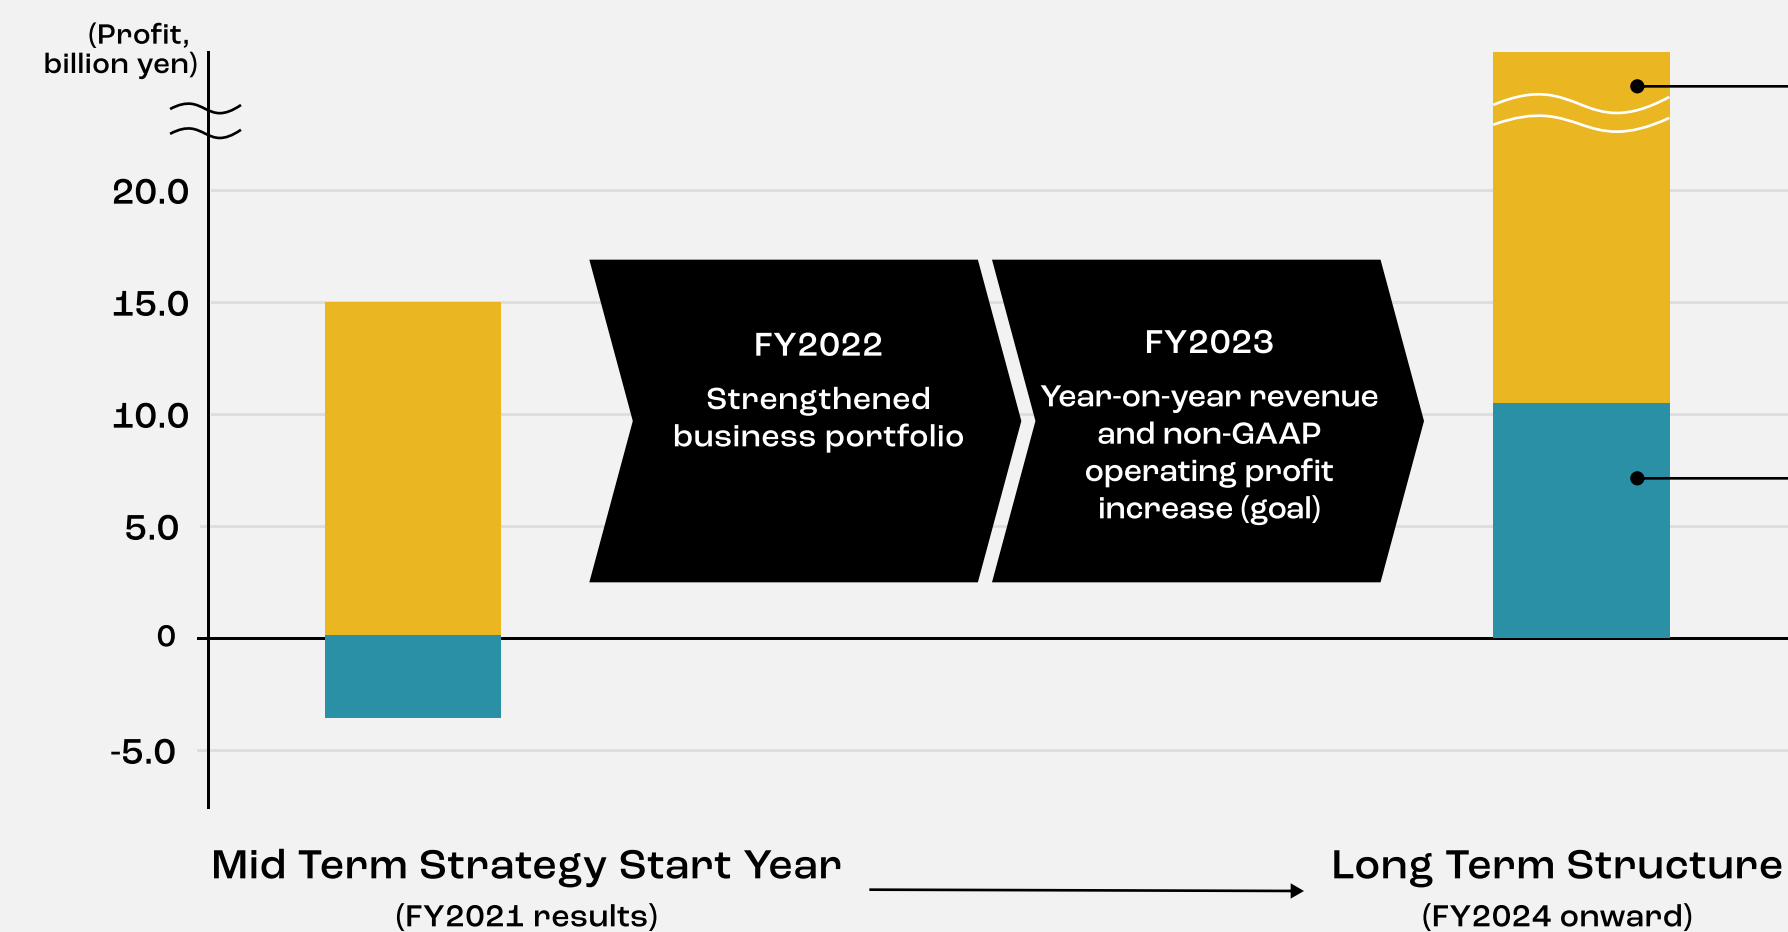 (Profit,
billion yen)
20.0
15.0
10.0
5.0
0
-5.0
FY2022
Strengthened
business portfolio
FY2023
Year-on-year revenue
and non-GAAP
operating profit
increase (goal)
Mid Term Strategy Start Year
(FY2021 results)
Long Term Structure
(FY2024 onward)